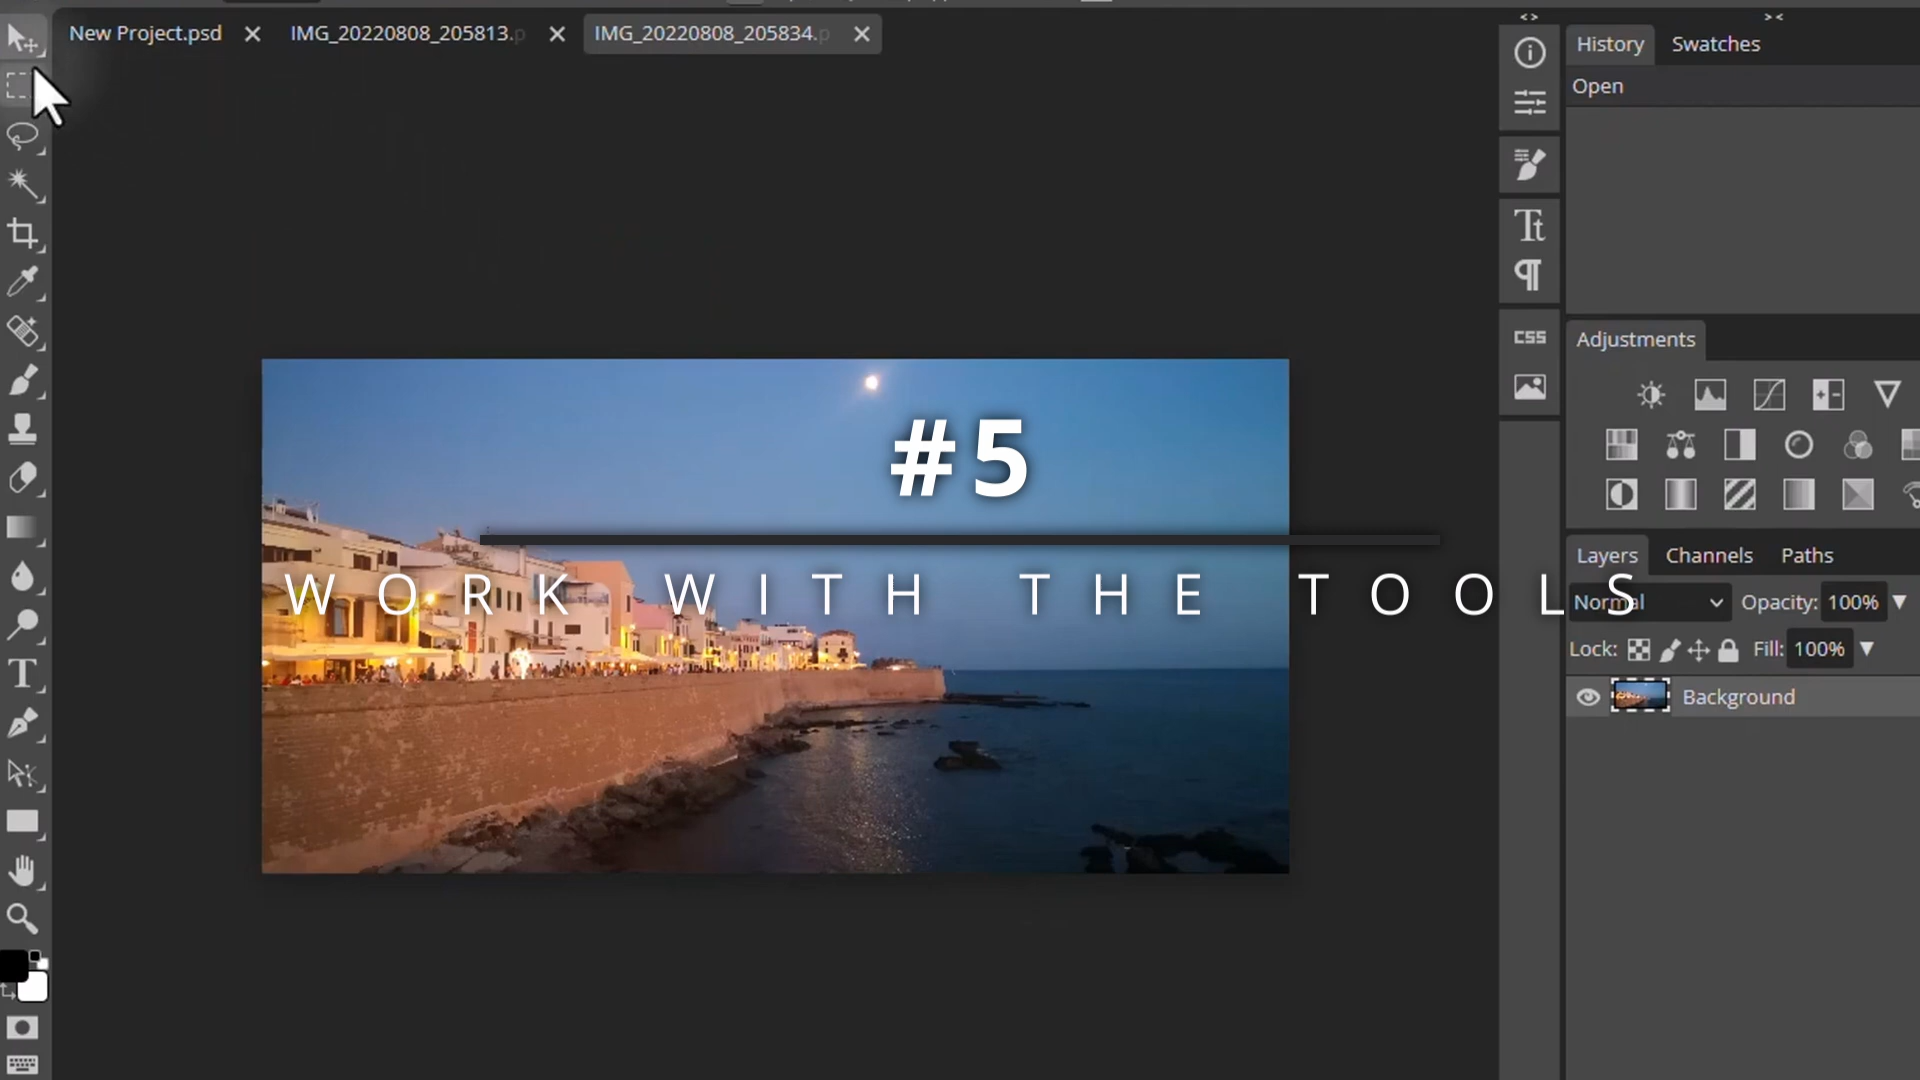 New Project.psd
IMG_20220808_205813.p
IMG_20220808_205834.p
History
Swatches
Open
Tt
CSS
Adjustments
#5
WORK WITH THE TOOLS
Layers
Channels
Paths
Normal
Opacity:
100%
Lock:
Fill:
100%
T
Background